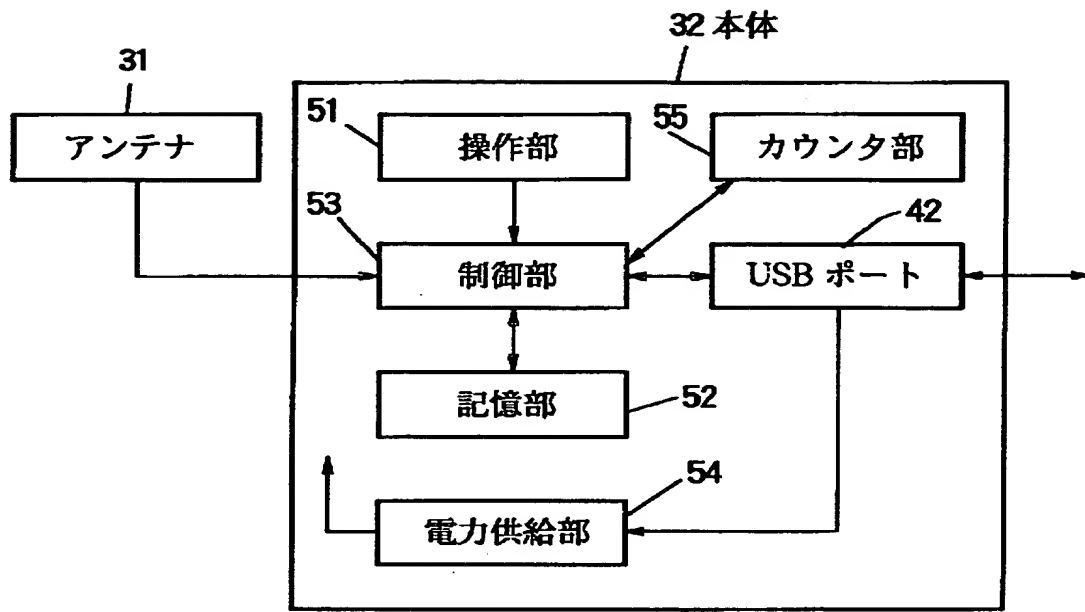 32 本体
31
アンテナ
51
操作部
55
カウンタ部
53
制御部
42
USB ポート
記憶部
52
54
電力供給部